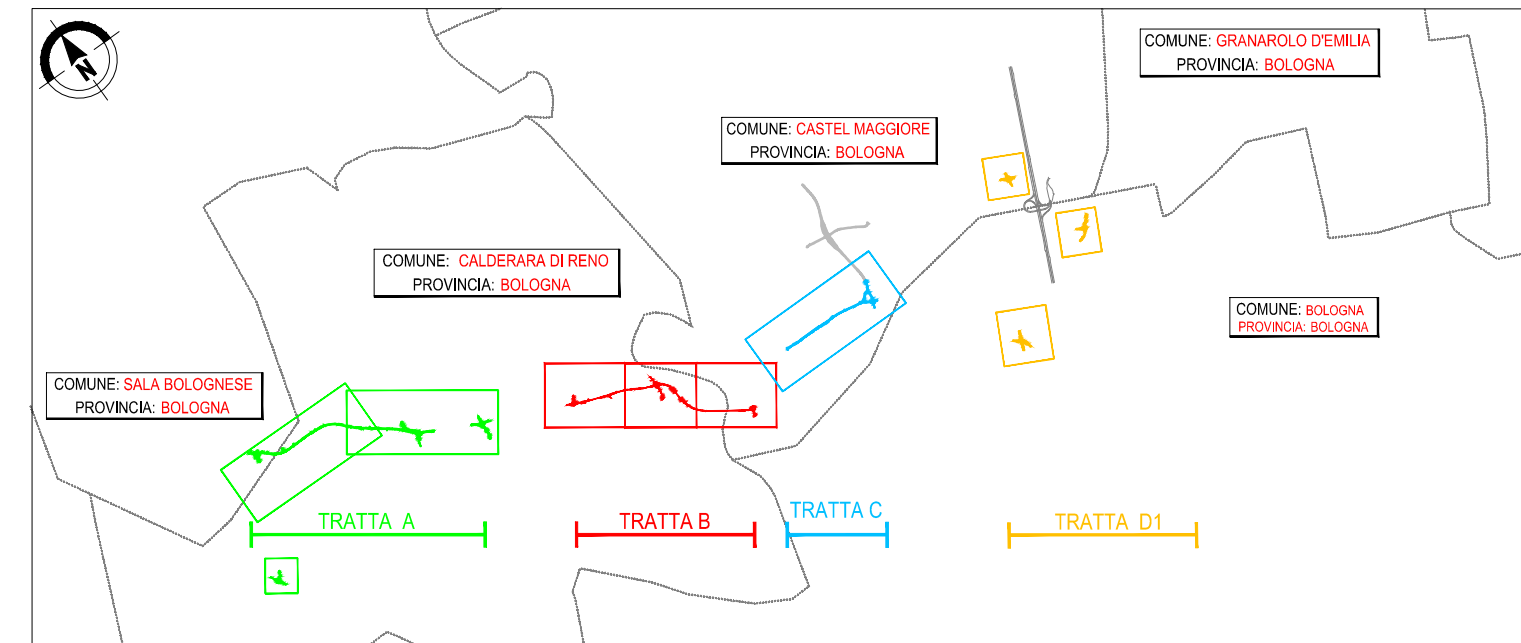 N
COMUNE: GRANAROLO D'EMILIA
PROVINCIA: BOLOGNA
COMUNE: CASTEL MAGGIORE
PROVINCIA: BOLOGNA
COMUNE: CALDERARA DI RENO
PROVINCIA: BOLOGNA
COMUNE: BOLOGNA
PROVINCIA: BOLOGNA
COMUNE: SALA BOLOGNESE
PROVINCIA: BOLOGNA
TRATTA A
TRATTA B
TRATTA C
TRATTA D1